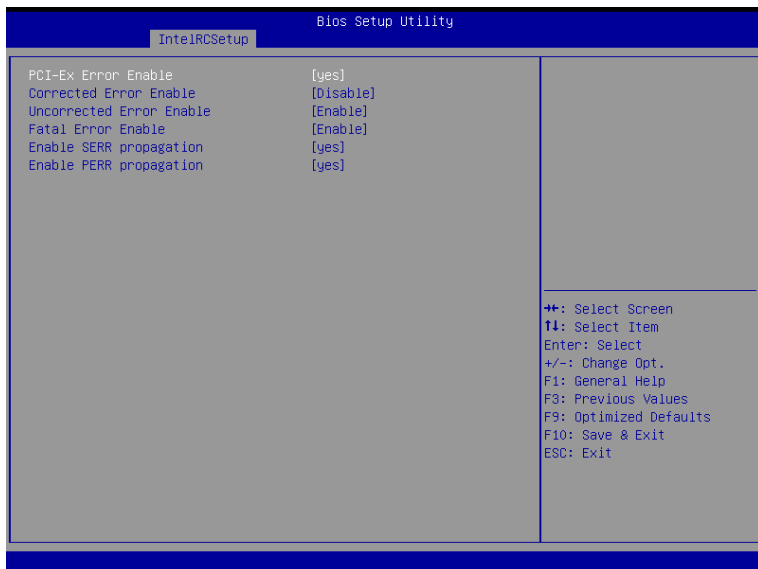 Bios Setup Utility
IntelRCSetup
PCI-Ex Error Enable [yes]
Corrected Error Enable [Disable]
Uncorrected Error Enable [Enable]
Fatal Error Enable [Enable]
Enable SERR propagation [yes]
Enable PERR propagation [yes]
→←: Select Screen
↑↓: Select Item
Enter: Select
+/-: Change Opt.
F1: General Help
F3: Previous Values
F9: Optimized Defaults
F10: Save & Exit
ESC: Exit